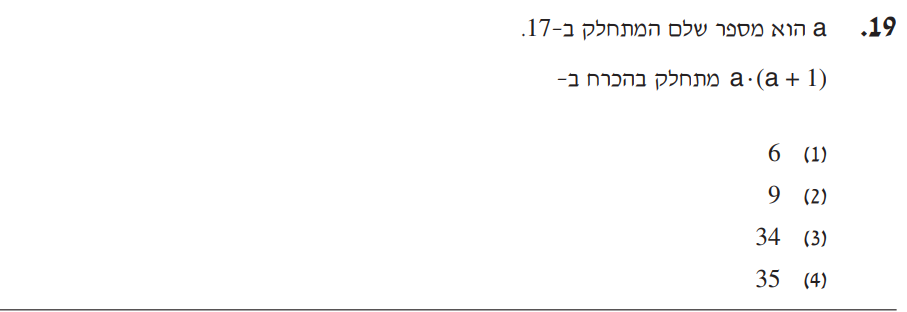 19. a הוא מספר שלם המתחלק ב-17.
a·(a + 1) מתחלק בהכרח ב-
(1) 6
(2) 9
(3) 34
(4) 35